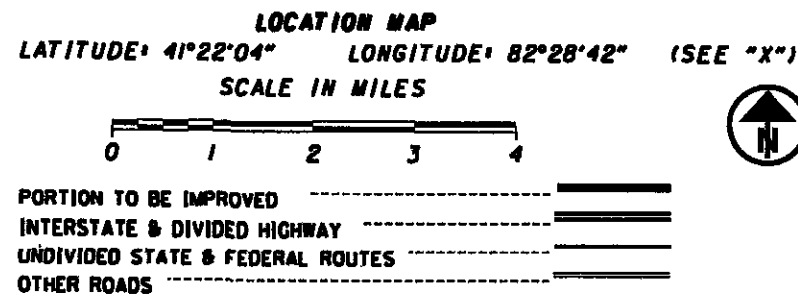 LOCATION MAP
LATITUDE: 41°22'04" LONGITUDE: 82°28'42" (SEE "X")
SCALE IN MILES
0 1 2 3 4
N
PORTION TO BE IMPROVED
INTERSTATE & DIVIDED HIGHWAY
UNDIVIDED STATE & FEDERAL ROUTES
OTHER ROADS